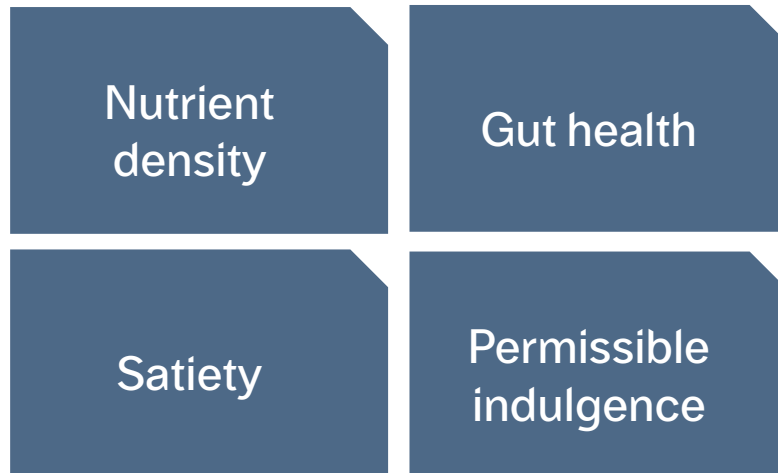 Nutrient
density
Gut health
Satiety
Permissible
indulgence